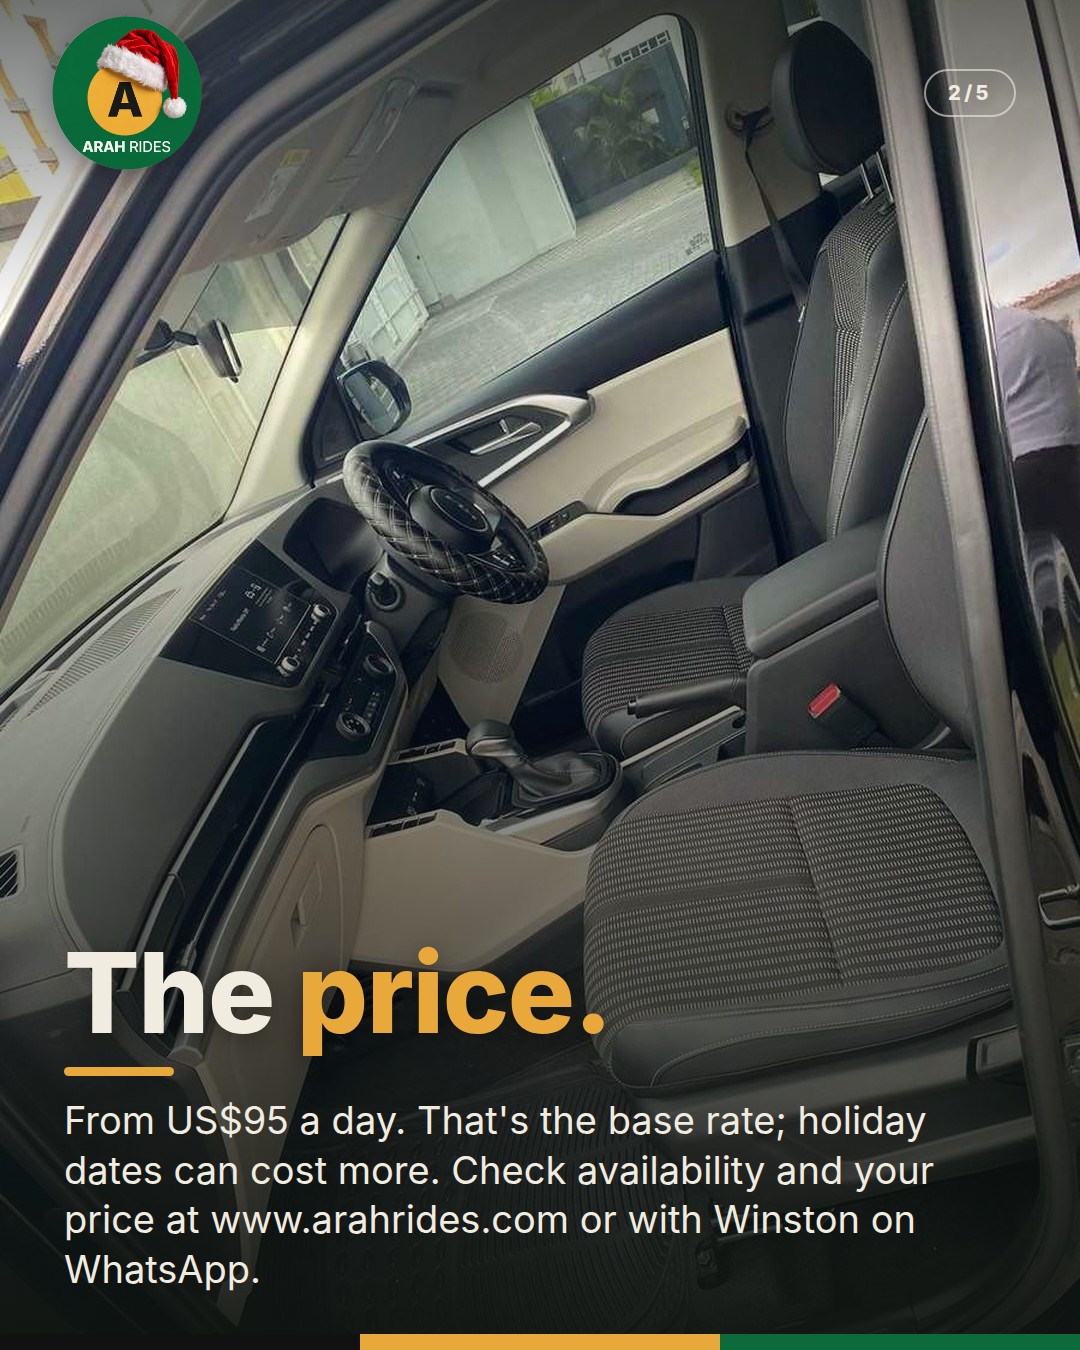 A
ARAH RIDES
2/5
The price.
From US$95 a day. That's the base rate; holiday
dates can cost more. Check availability and your
price at www.arahrides.com or with Winston on
WhatsApp.